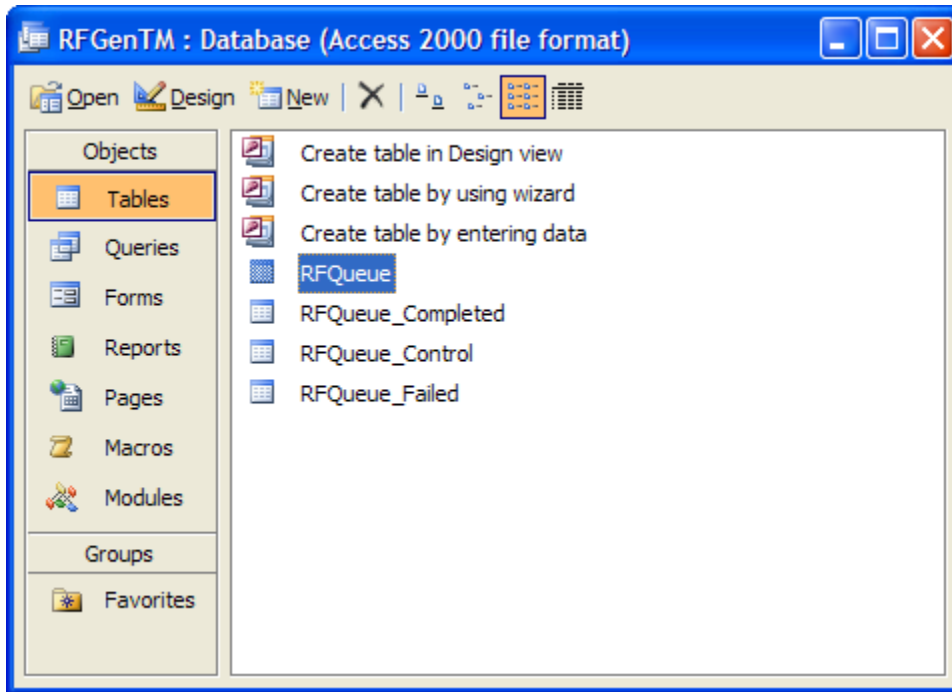 RFGenTM : Database (Access 2000 file format)
Open Design New
Objects
Tables
Queries
Forms
Reports
Pages
Macros
Modules
Groups
Favorites
Create table in Design view
Create table by using wizard
Create table by entering data
RFQueue
RFQueue_Completed
RFQueue_Control
RFQueue_Failed